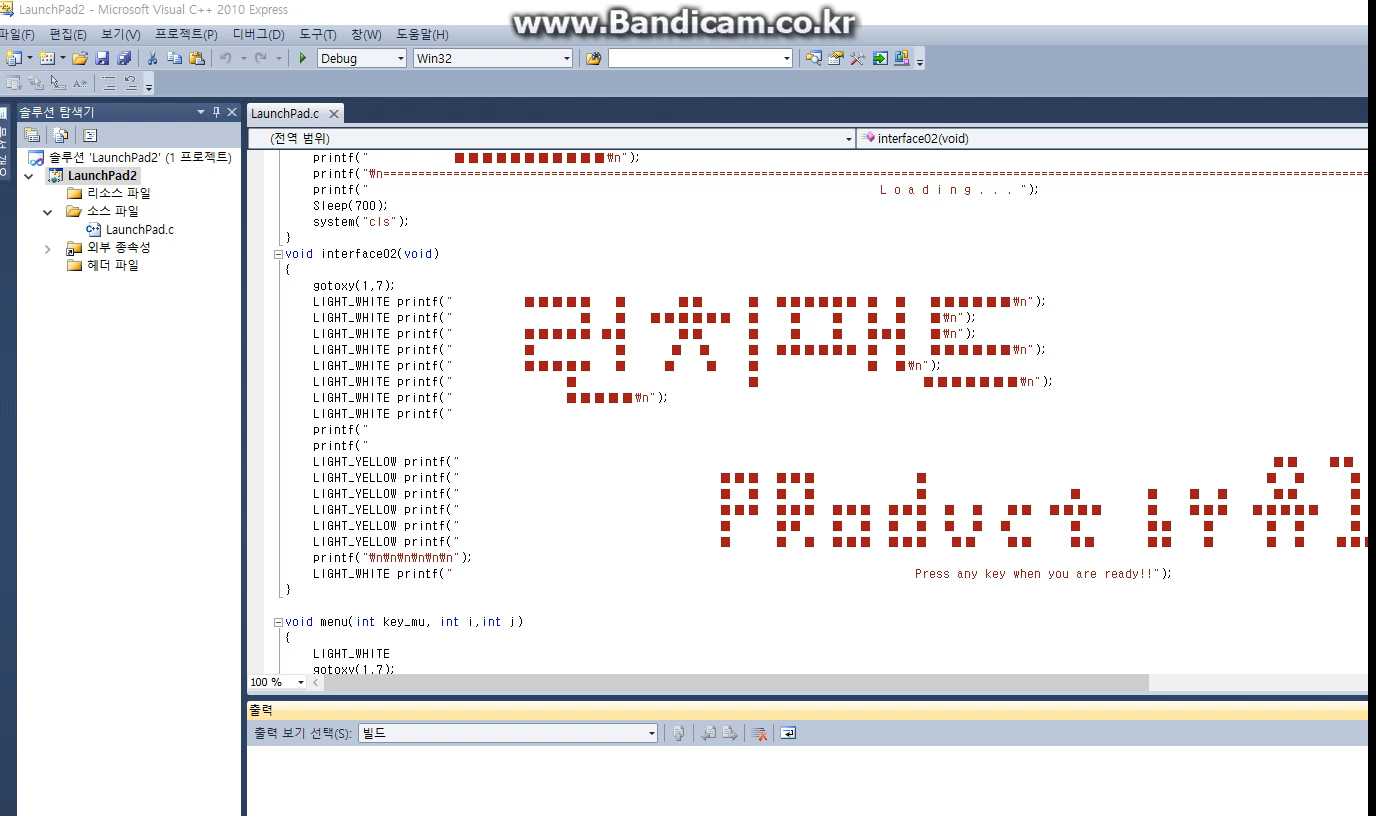 LaunchPad2 - Microsoft Visual C++ 2010 Express
www.Bandicam.co.kr
파일(F) 편집(E) 보기(V) 프로젝트(P) 디버그(D) 도구(T) 창(W) 도움말(H)
Debug Win32
솔루션 탐색기
솔루션 'LaunchPad2' (1 프로젝트)
LaunchPad2
리소스 파일
소스 파일
LaunchPad.c
외부 종속성
헤더 파일
LaunchPad.c
(전역 범위) interface02(void)
printf(" ■■■■■■■■■■■₩n");
printf("₩n====================
printf(" L o a d i n g . . . ");
Sleep(700);
system("cls");
}
void interface02(void)
{
gotoxy(1,7);
LIGHT_WHITE printf(" ₩n");
LIGHT_WHITE printf(" ₩n");
LIGHT_WHITE printf(" ₩n");
LIGHT_WHITE printf(" ₩n");
LIGHT_WHITE printf(" ₩n");
LIGHT_WHITE printf(" ₩n");
LIGHT_WHITE printf(" ■■■■■₩n");
LIGHT_WHITE printf("
printf("
printf("
LIGHT_YELLOW printf("
LIGHT_YELLOW printf("
LIGHT_YELLOW printf("
LIGHT_YELLOW printf("
LIGHT_YELLOW printf("
LIGHT_YELLOW printf("
printf("₩n₩n₩n₩n₩n₩n");
LIGHT_WHITE printf(" Press any key when you are ready!!");
}
void menu(int key_mu, int i,int j)
{
LIGHT_WHITE
gotoxy(1,7);
100 %
출력
출력 보기 선택(S): 빌드